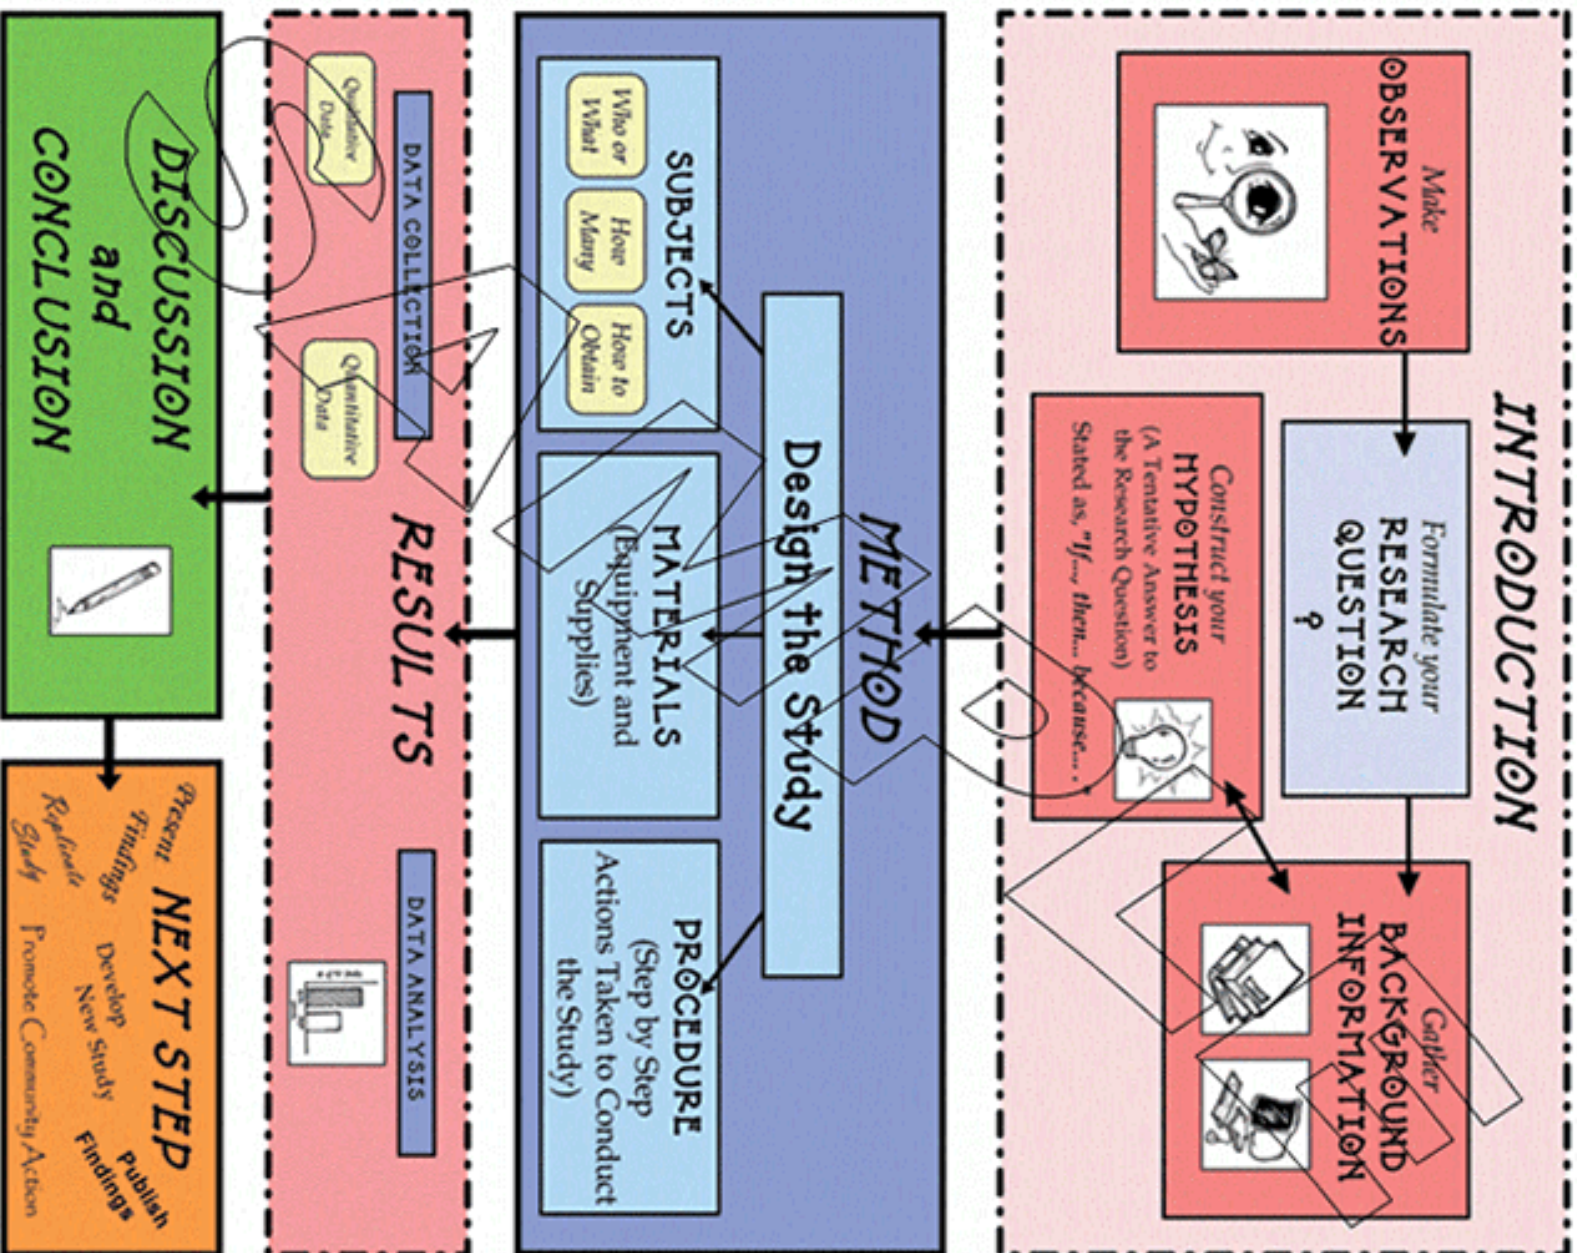 INTRODUCTION
Make
OBSERVATIONS
Formulate your
RESEARCH
QUESTION
?
Gather
BACKGROUND
INFORMATION
Construct your
HYPOTHESIS
(A Tentative Answer to
the Research Question)
Stated as, "If..., then... because... ."
METHOD
Design the Study
SUBJECTS
Who or
What
How
Many
How to
Obtain
MATERIALS
(Equipment and
Supplies)
PROCEDURE
(Step by Step
Actions Taken to Conduct
the Study)
RESULTS
DATA COLLECTION
Qualitative
Data
Quantitative
Data
DATA ANALYSIS
DISCUSSION
and
CONCLUSION
NEXT STEP
Present
Findings
Replicate
Study
Develop
New Study
Publish
Findings
Promote Community Action